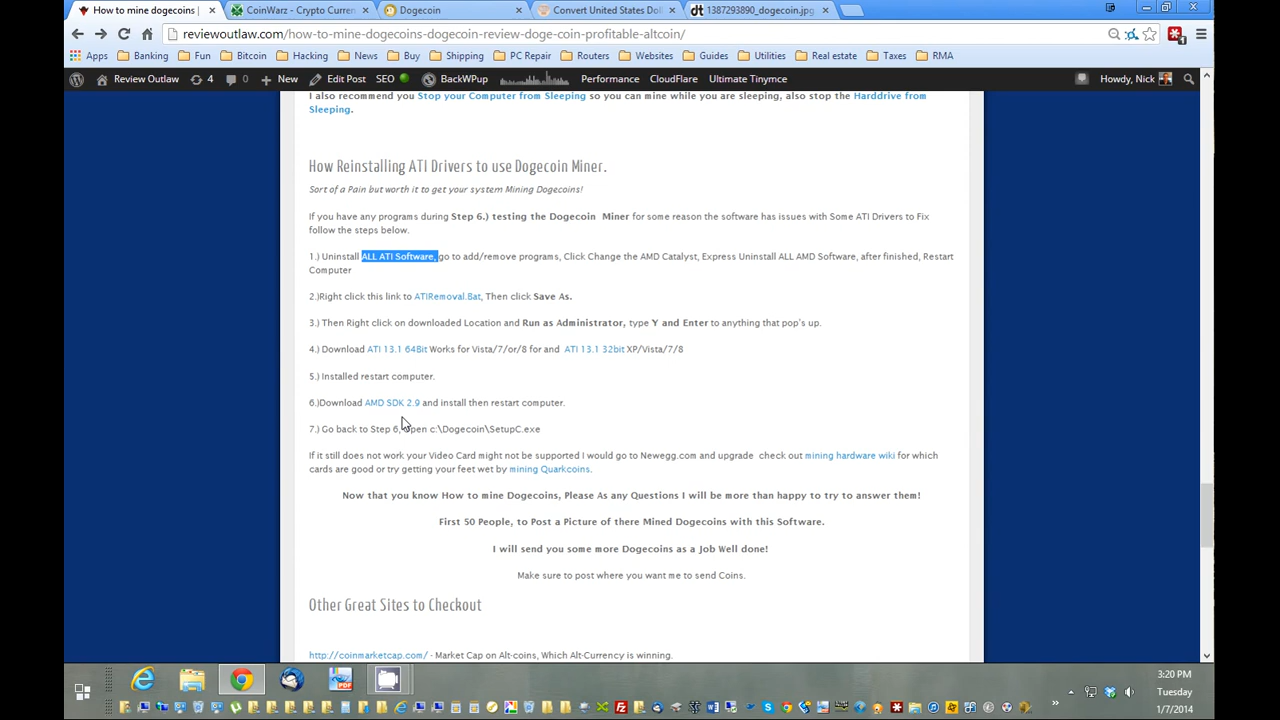 How to mine dogecoins
CoinWarz - Crypto Curren
Dogecoin
Convert United States Dol
1387293890_dogecoin.jpg
reviewoutlaw.com/how-to-mine-dogecoins-dogecoin-review-doge-coin-profitable-altcoin/
Apps Banking Fun Bitcoin Hacking News Buy Shipping PC Repair Routers Websites Guides Utilities Real estate Taxes RMA
Review Outlaw 4 0 New Edit Post SEO BackWPup Performance CloudFlare Ultimate Tinymce Howdy, Nick
I also recommend you Stop your Computer from Sleeping so you can mine while you are sleeping, also stop the Harddrive from
Sleeping.
How Reinstalling ATI Drivers to use Dogecoin Miner.
Sort of a Pain but worth it to get your system Mining Dogecoins!
If you have any programs during Step 6.) testing the Dogecoin Miner for some reason the software has issues with Some ATI Drivers to Fix
follow the steps below.
1.) Uninstall ALL ATI Software, go to add/remove programs, Click Change the AMD Catalyst, Express Uninstall ALL AMD Software, after finished, Restart
Computer
2.)Right click this link to ATIRemoval.Bat, Then click Save As.
3.) Then Right click on downloaded Location and Run as Administrator, type Y and Enter to anything that pop's up.
4.) Download ATI 13.1 64Bit Works for Vista/7/or/8 for and ATI 13.1 32bit XP/Vista/7/8
5.) Installed restart computer.
6.)Download AMD SDK 2.9 and install then restart computer.
7.) Go back to Step 6, open c:\Dogecoin\SetupC.exe
If it still does not work your Video Card might not be supported I would go to Newegg.com and upgrade check out mining hardware wiki for which
cards are good or try getting your feet wet by mining Quarkcoins.
Now that you know How to mine Dogecoins, Please As any Questions I will be more than happy to try to answer them!
First 50 People, to Post a Picture of there Mined Dogecoins with this Software.
I will send you some more Dogecoins as a Job Well done!
Make sure to post where you want me to send Coins.
Other Great Sites to Checkout
http://coinmarketcap.com/ - Market Cap on Alt-coins, Which Alt-Currency is winning.
3:20 PM
Tuesday
1/7/2014